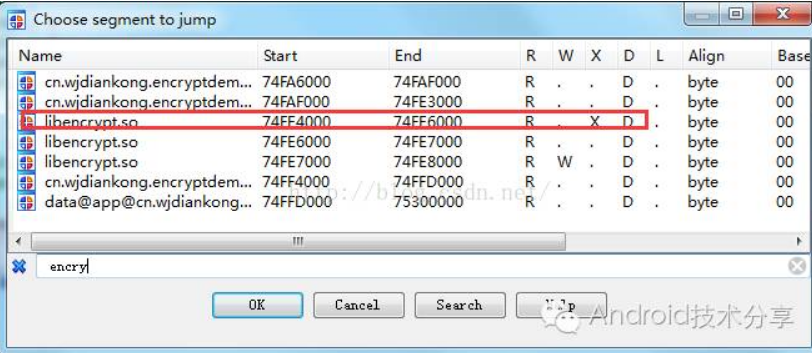 Choose segment to jump
Name Start End R W X D L Align Base
cn.wjdiankong.encryptdem... 74FA6000 74FAF000 R . . D . byte 00
cn.wjdiankong.encryptdem... 74FAF000 74FE3000 R . . D . byte 00
libencrypt.so 74FE4000 74FE6000 R . X D . byte 00
libencrypt.so 74FE6000 74FE7000 R . . D . byte 00
libencrypt.so 74FE7000 74FE8000 R W . D . byte 00
cn.wjdiankong.encryptdem... 74FF4000 74FFD000 R . . D . byte 00
data@app@cn.wjdiankong... 74FFD000 75300000 R . . D . byte 00
http://blog.csdn.net/
encry
OK Cancel Search Help
Android技术分享